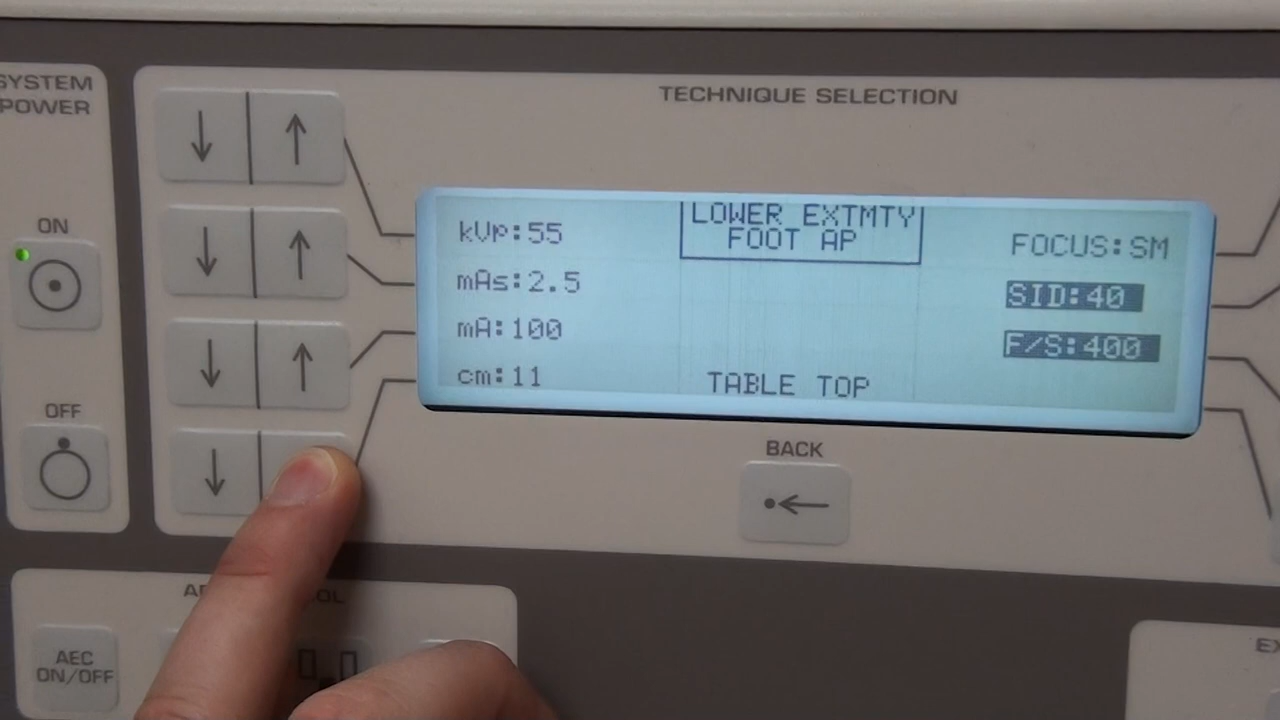 SYSTEM
POWER
ON
OFF
TECHNIQUE SELECTION
kVp:55
mAs:2.5
mA:100
cm:11
LOWER EXTMTY
FOOT AP
TABLE TOP
FOCUS:SM
SID:40
F/S:400
BACK
AEC
ON/OFF